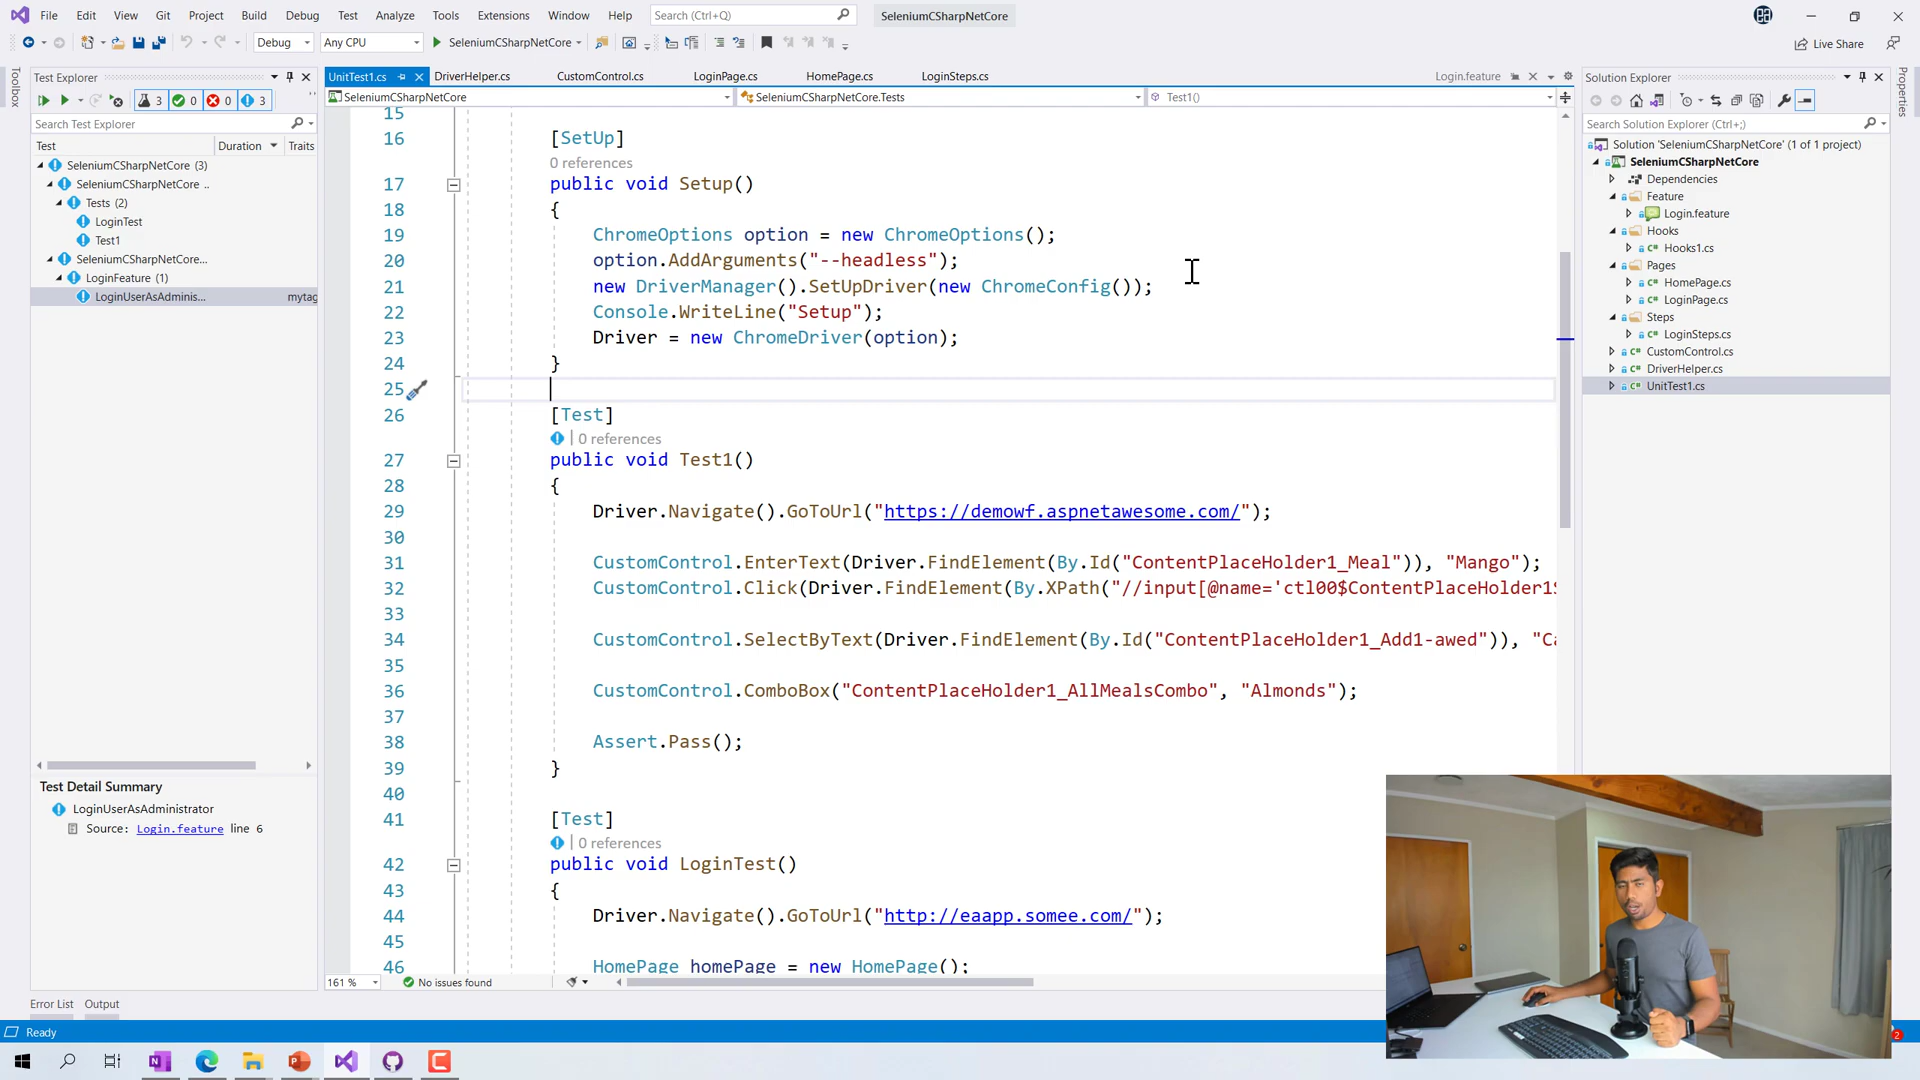 File Edit View Git Project Build Debug Test Analyze Tools Extensions Window Help Search (Ctrl+Q) SeleniumCSharpNetCore
Debug Any CPU SeleniumCSharpNetCore Live Share
Toolbox
Test Explorer
3 0 0 3
Search Test Explorer
Test Duration Traits
SeleniumCSharpNetCore (3)
SeleniumCSharpNetCore ..
Tests (2)
LoginTest
Test1
SeleniumCSharpNetCore...
LoginFeature (1)
LoginUserAsAdminis... mytag
Test Detail Summary
LoginUserAsAdministrator
Source: Login.feature line 6
UnitTest1.cs DriverHelper.cs CustomControl.cs LoginPage.cs HomePage.cs LoginSteps.cs Login.feature
SeleniumCSharpNetCore SeleniumCSharpNetCore.Tests Test1()
15
16 [SetUp]
0 references
17 public void Setup()
18 {
19 ChromeOptions option = new ChromeOptions();
20 option.AddArguments("--headless");
21 new DriverManager().SetUpDriver(new ChromeConfig());
22 Console.WriteLine("Setup");
23 Driver = new ChromeDriver(option);
24 }
25
26 [Test]
0 references
27 public void Test1()
28 {
29 Driver.Navigate().GoToUrl("https://demowf.aspnetawesome.com/");
30
31 CustomControl.EnterText(Driver.FindElement(By.Id("ContentPlaceHolder1_Meal")), "Mango");
32 CustomControl.Click(Driver.FindElement(By.XPath("//input[@name='ctl00$ContentPlaceHolder1$
33
34 CustomControl.SelectByText(Driver.FindElement(By.Id("ContentPlaceHolder1_Add1-awed")), "Ca
35
36 CustomControl.ComboBox("ContentPlaceHolder1_AllMealsCombo", "Almonds");
37
38 Assert.Pass();
39 }
40
41 [Test]
0 references
42 public void LoginTest()
43 {
44 Driver.Navigate().GoToUrl("http://eaapp.somee.com/");
45
46 HomePage homePage = new HomePage();
161 % No issues found
Solution Explorer
Search Solution Explorer (Ctrl+;)
Solution 'SeleniumCSharpNetCore' (1 of 1 project)
SeleniumCSharpNetCore
Dependencies
Feature
Login.feature
Hooks
Hooks1.cs
Pages
HomePage.cs
LoginPage.cs
Steps
LoginSteps.cs
CustomControl.cs
DriverHelper.cs
UnitTest1.cs
Properties
Error List Output
Ready 2